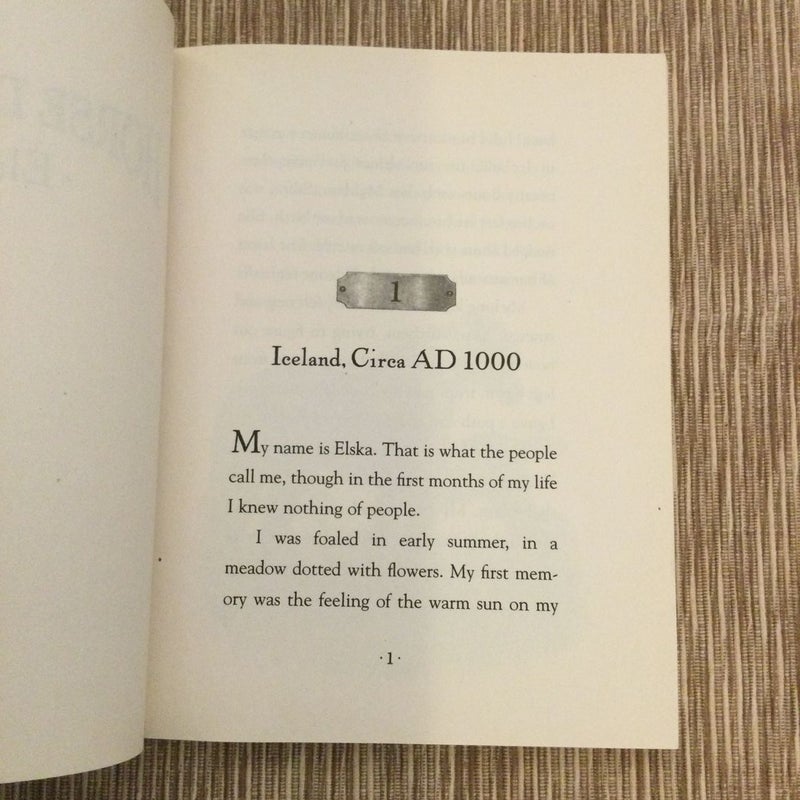 1
Iceland, Circa AD 1000
My name is Elska. That is what the people
call me, though in the first months of my life
I knew nothing of people.
I was foaled in early summer, in a
meadow dotted with flowers. My first mem-
ory was the feeling of the warm sun on my
·1·